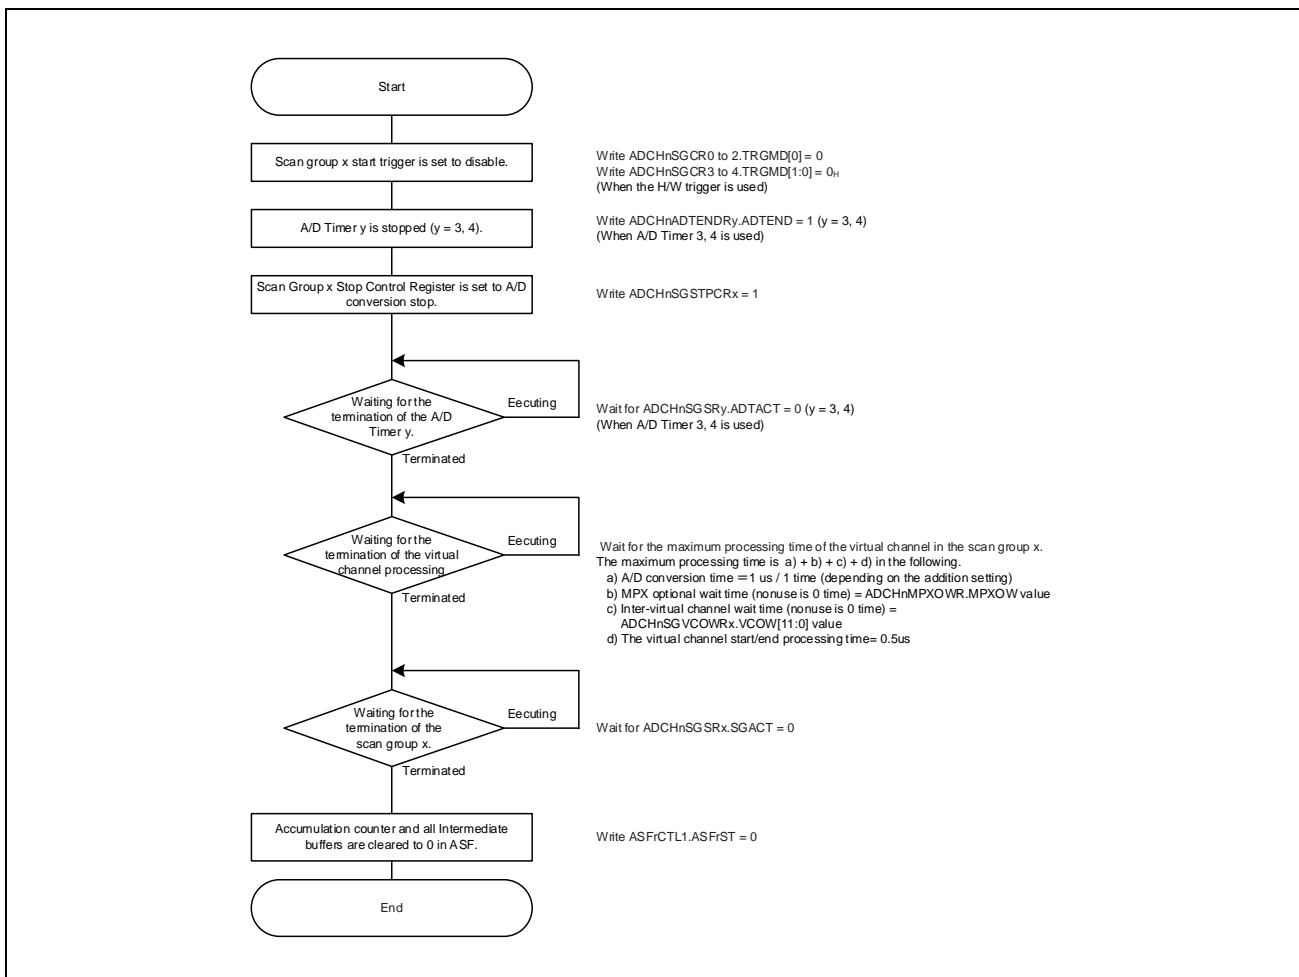 Start
Scan group x start trigger is set to disable.
Write ADCHnSGCR0 to 2.TRGMD[0] = 0
Write ADCHnSGCR3 to 4.TRGMD[1:0] = 0H
(When the H/W trigger is used)
A/D Timer y is stopped (y = 3, 4).
Write ADCHnADTENDRy.ADTEND = 1 (y = 3, 4)
(When A/D Timer 3, 4 is used)
Scan Group x Stop Control Register is set to A/D
conversion stop.
Write ADCHnSGSTPCRx = 1
Waiting for the
termination of the A/D
Timer y.
Eecuting
Terminated
Wait for ADCHnSGSRy.ADTACT = 0 (y = 3, 4)
(When A/D Timer 3, 4 is used)
Waiting for the
termination of the virtual
channel processing
Eecuting
Terminated
Wait for the maximum processing time of the virtual channel in the scan group x.
The maximum processing time is a) + b) + c) + d) in the following.
a) A/D conversion time =1 us / 1 time (depending on the addition setting)
b) MPX optional wait time (nonuse is 0 time) = ADCHnMPXOWR.MPXOW value
c) Inter-virtual channel wait time (nonuse is 0 time) =
ADCHnSGVCOWRx.VCOW[11:0] value
d) The virtual channel start/end processing time= 0.5us
Waiting for the
termination of the
scan group x.
Eecuting
Terminated
Wait for ADCHnSGSRx.SGACT = 0
Accumulation counter and all Intermediate
buffers are cleared to 0 in ASF.
Write ASFrCTL1.ASFrST = 0
End